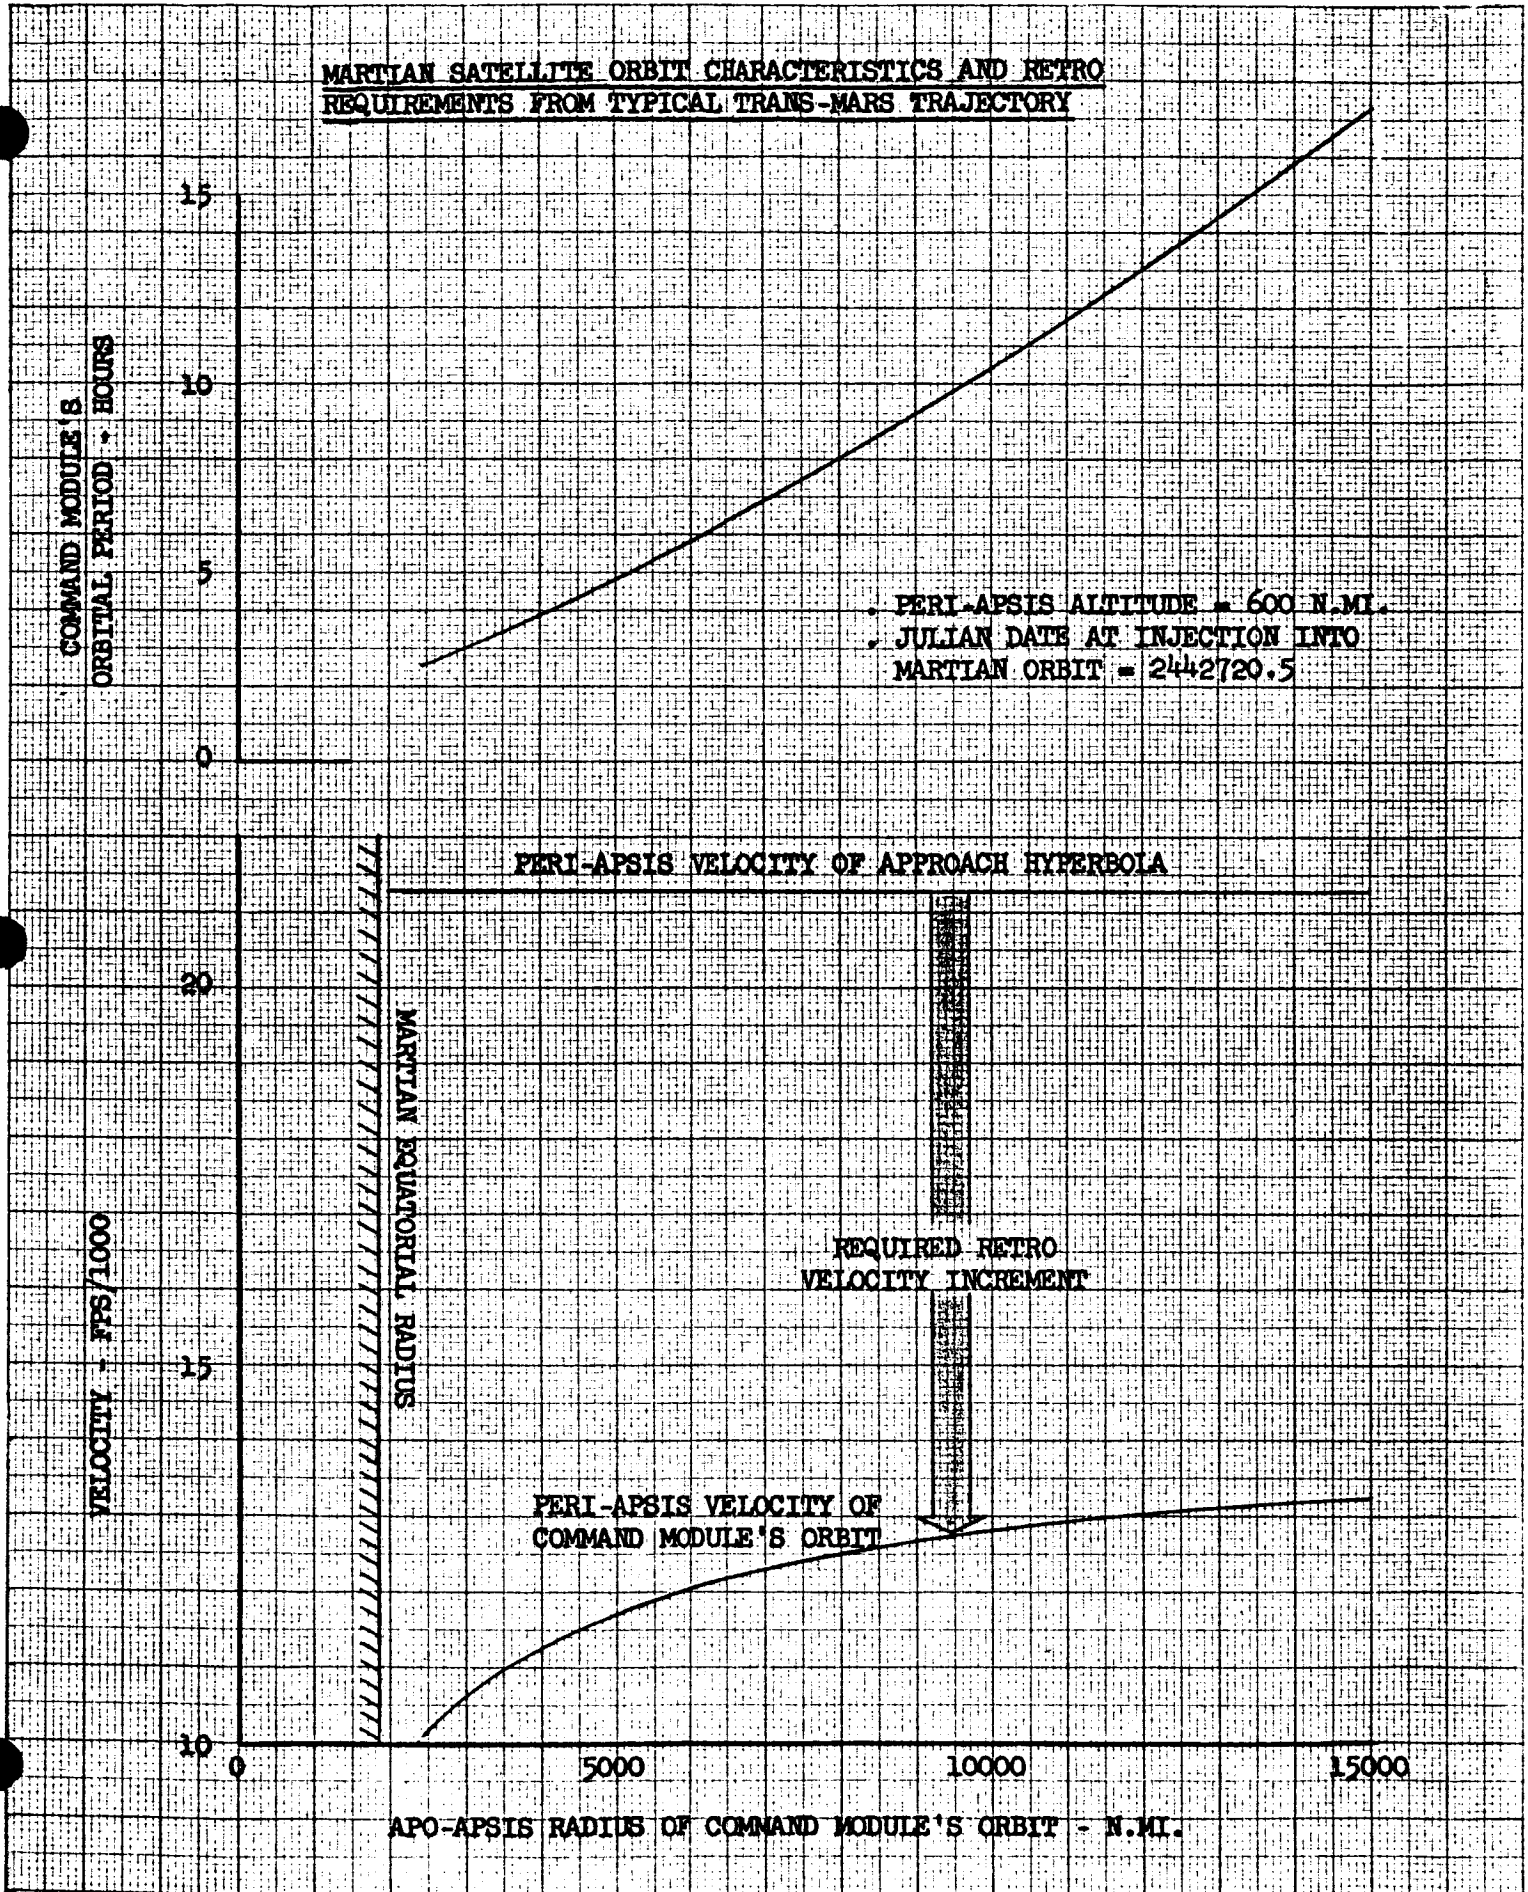 MARTIAN SATELLITE ORBIT CHARACTERISTICS AND RETRO
REQUIREMENTS FROM TYPICAL TRANS-MARS TRAJECTORY
15
10
5
0
COMMAND MODULE'S
ORBITAL PERIOD - HOURS
. PERI-APSIS ALTITUDE = 600 N.MI.
. JULIAN DATE AT INJECTION INTO
MARTIAN ORBIT = 2442720.5
PERI-APSIS VELOCITY OF APPROACH HYPERBOLA
20
15
10
VELOCITY - FPS/1000
MARTIAN EQUATORIAL RADIUS
REQUIRED RETRO
VELOCITY INCREMENT
PERI-APSIS VELOCITY OF
COMMAND MODULE'S ORBIT
0 5000 10000 15000
APO-APSIS RADIUS OF COMMAND MODULE'S ORBIT - N.MI.